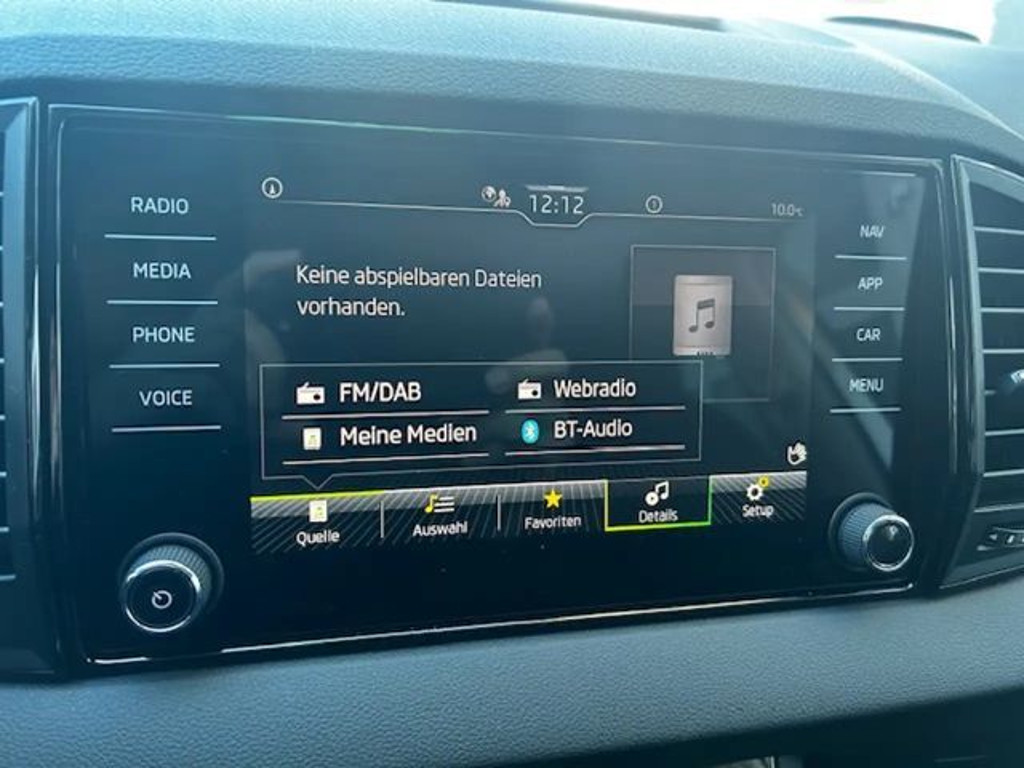 RADIO
MEDIA
PHONE
VOICE
12:12
10.0°C
Keine abspielbaren Dateien
vorhanden.
FM/DAB
Webradio
Meine Medien
BT-Audio
Quelle
Auswahl
Favoriten
Details
Setup
NAV
APP
CAR
MENU